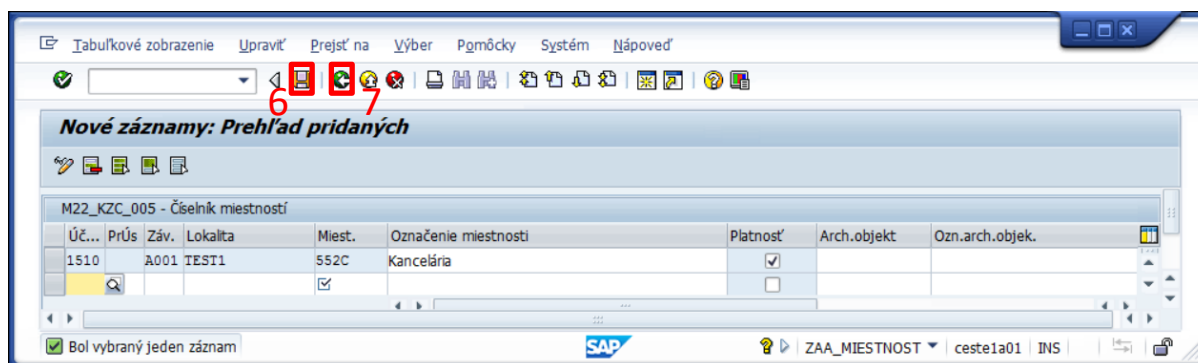 Tabuľkové zobrazenie Upraviť Prejsť na Výber Pomôcky Systém Nápoveď
6 7
Nové záznamy: Prehľad pridaných
M22_KZC_005 - Číselník miestností
Úč... PrÚs Záv. Lokalita Miest. Označenie miestnosti Platnosť Arch.objekt Ozn.arch.objek.
1510 A001 TEST1 552C Kancelária
Bol vybraný jeden záznam SAP ZAA_MIESTNOST ceste1a01 INS